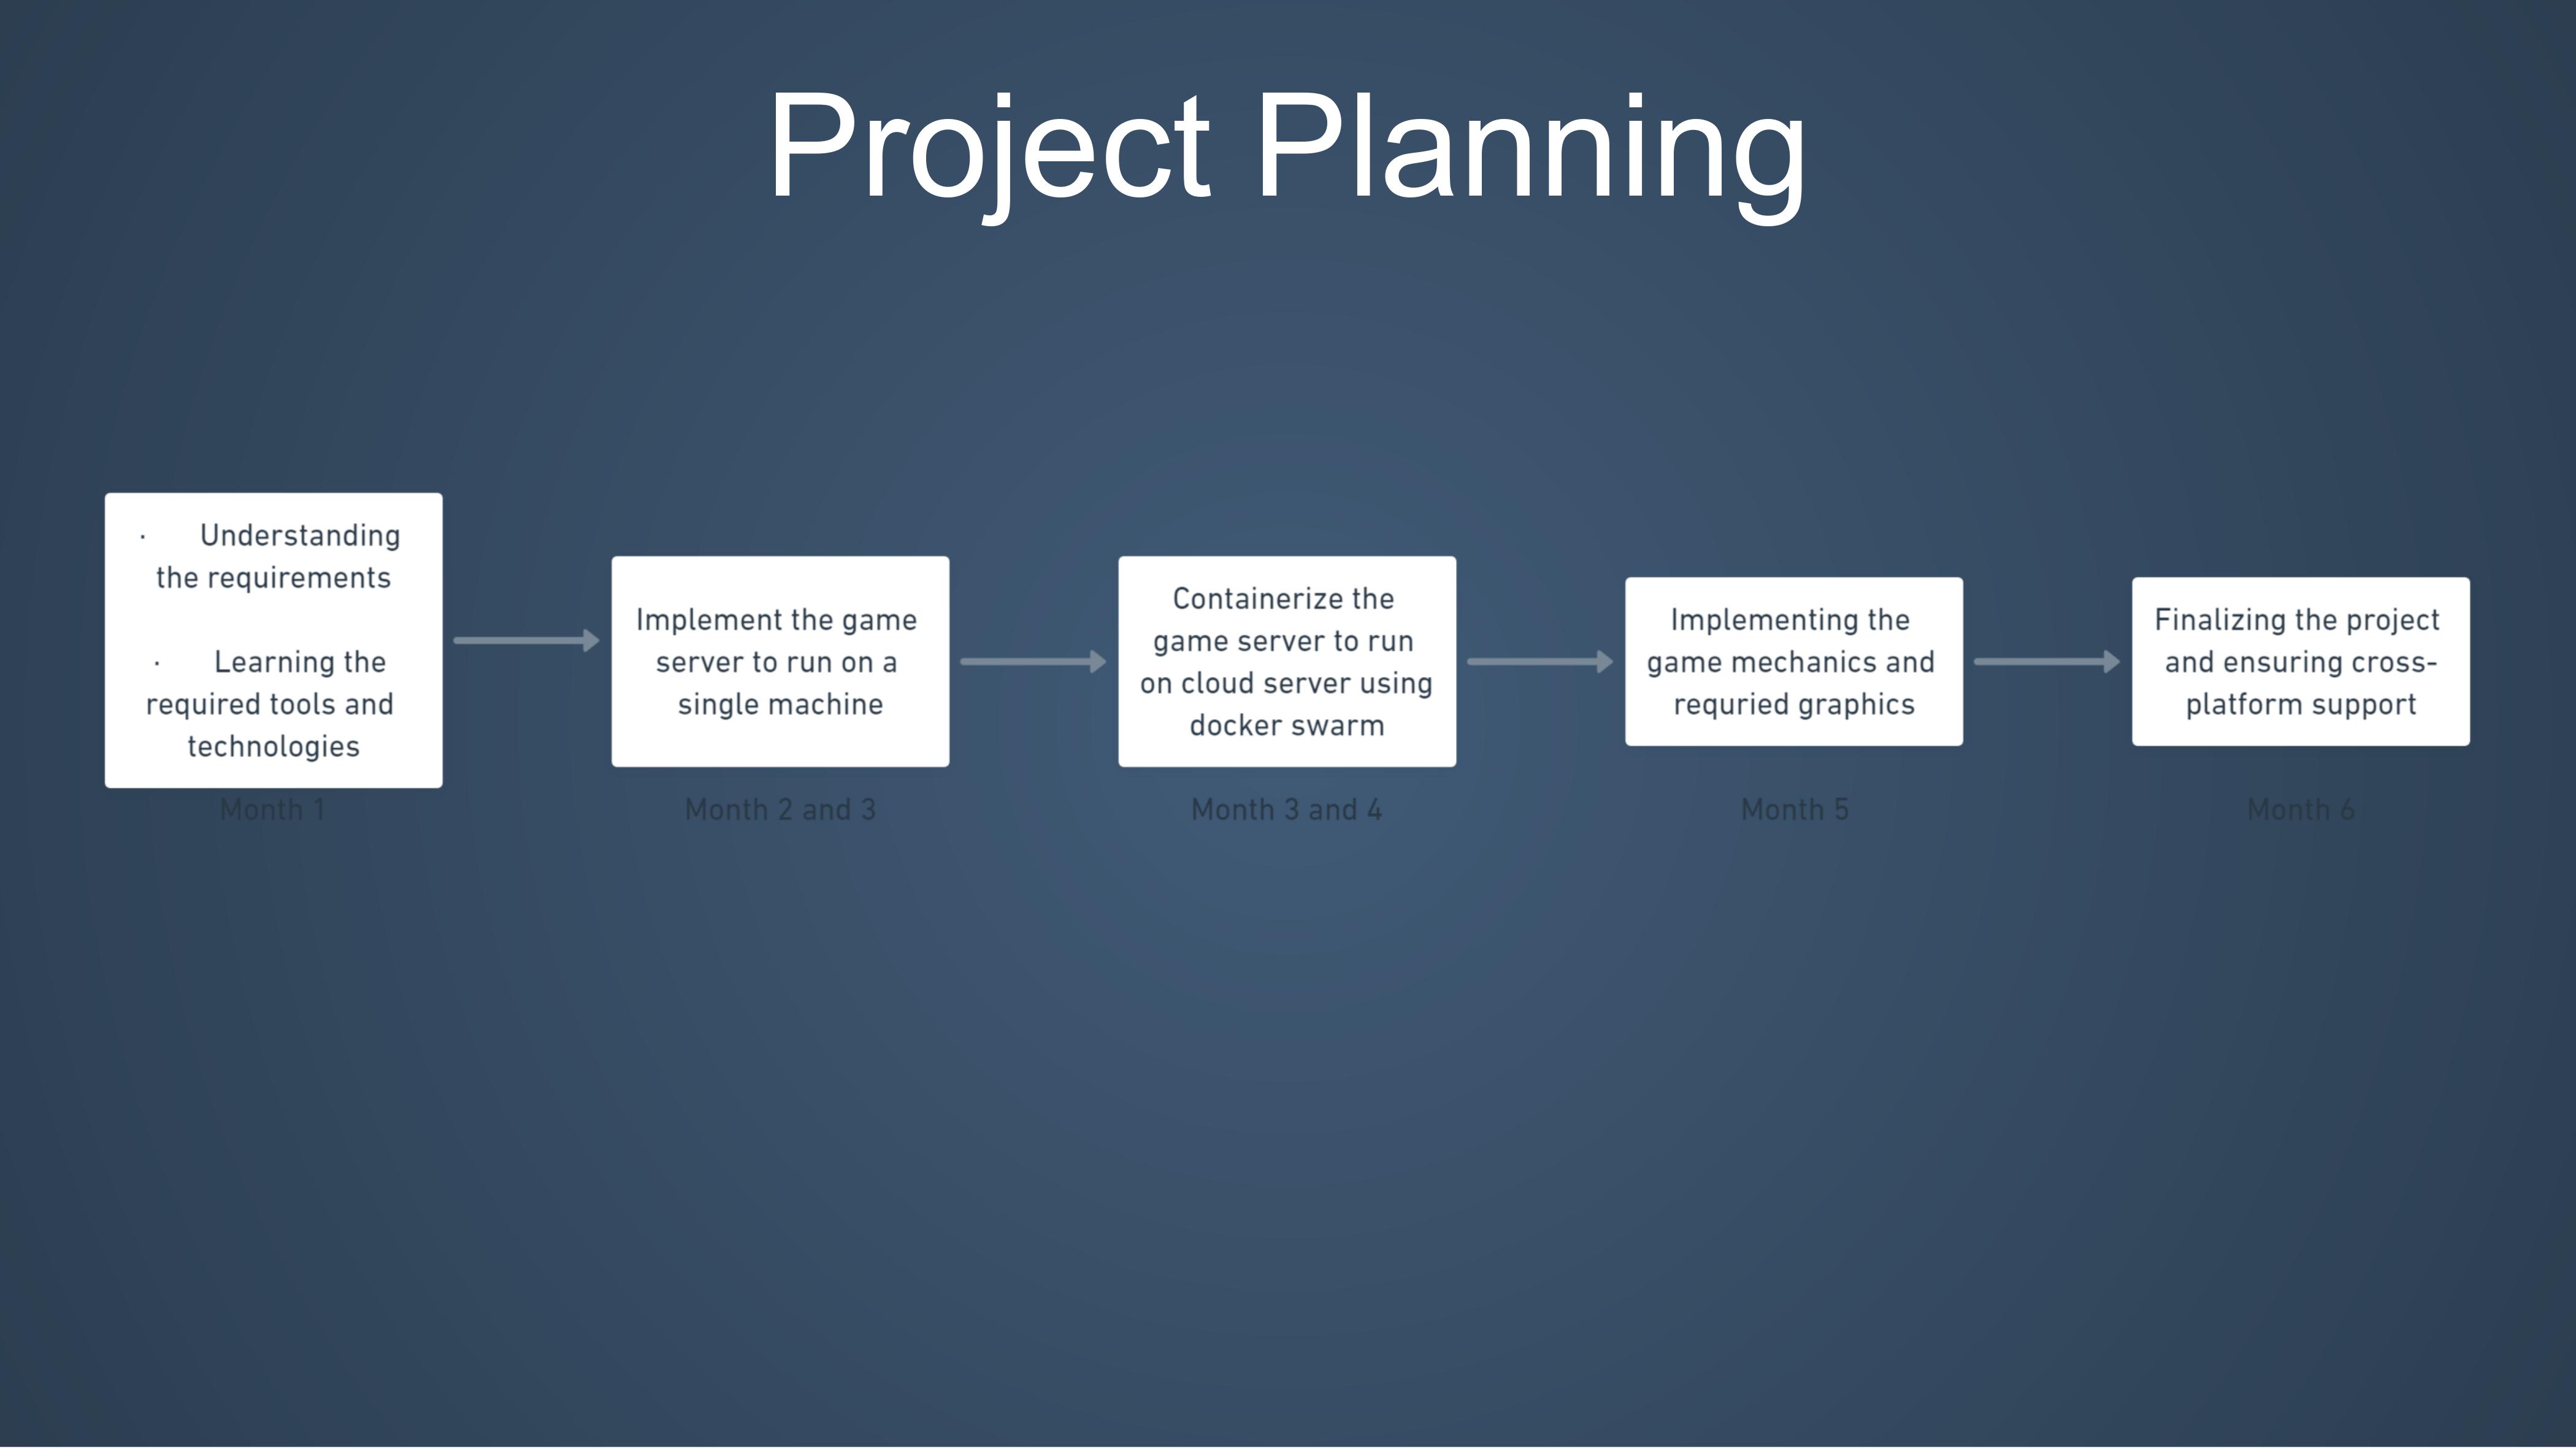 Project Planning
· Understanding
the requirements
· Learning the
required tools and
technologies
Month 1
Implement the game
server to run on a
single machine
Month 2 and 3
Containerize the
game server to run
on cloud server using
docker swarm
Month 3 and 4
Implementing the
game mechanics and
requried graphics
Month 5
Finalizing the project
and ensuring cross-
platform support
Month 6